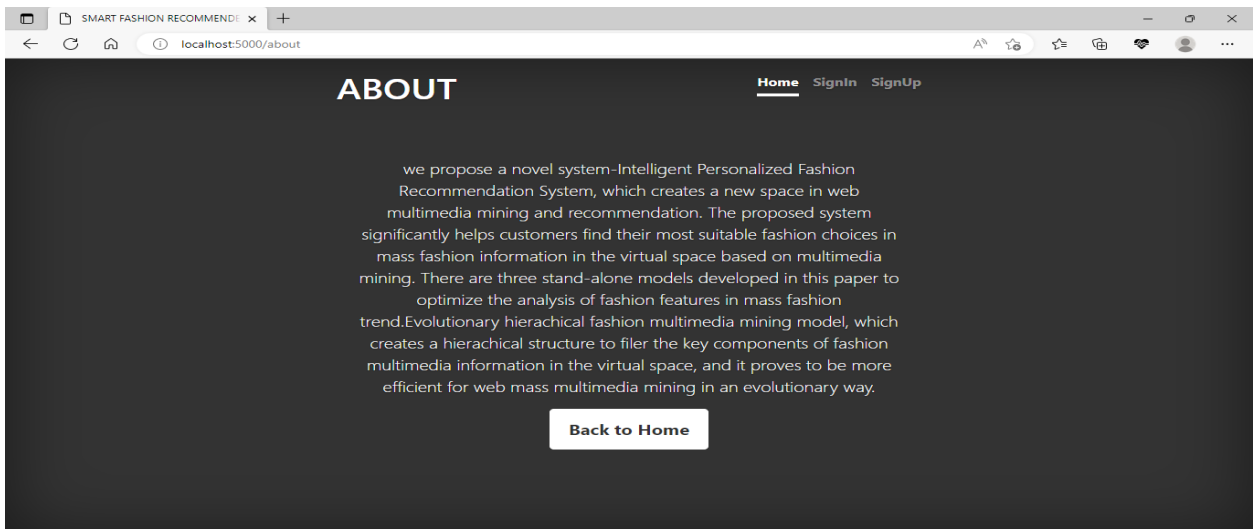 SMART FASHION RECOMMENDE
localhost:5000/about
ABOUT
Home SignIn SignUp
we propose a novel system-Intelligent Personalized Fashion
Recommendation System, which creates a new space in web
multimedia mining and recommendation. The proposed system
significantly helps customers find their most suitable fashion choices in
mass fashion information in the virtual space based on multimedia
mining. There are three stand-alone models developed in this paper to
optimize the analysis of fashion features in mass fashion
trend.Evolutionary hierachical fashion multimedia mining model, which
creates a hierachical structure to filer the key components of fashion
multimedia information in the virtual space, and it proves to be more
efficient for web mass multimedia mining in an evolutionary way.
Back to Home